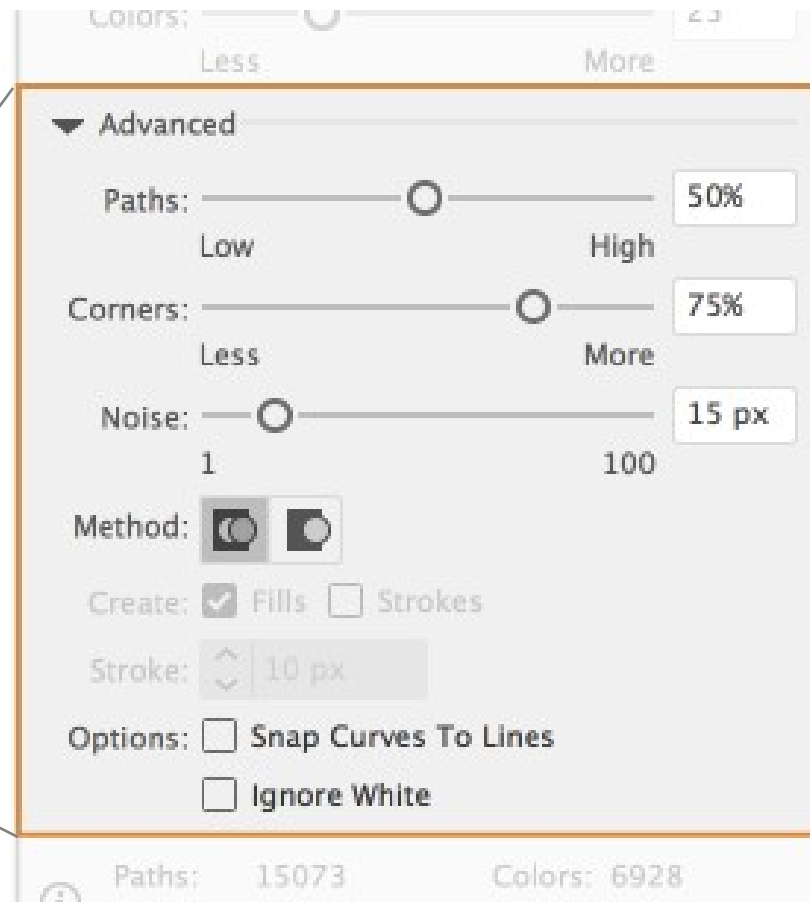 Colors: 23
Less More
Advanced
Paths: 50%
Low High
Corners: 75%
Less More
Noise: 15 px
1 100
Method:
Create: Fills Strokes
Stroke: 10 px
Options: Snap Curves To Lines
Ignore White
Paths: 15073 Colors: 6928